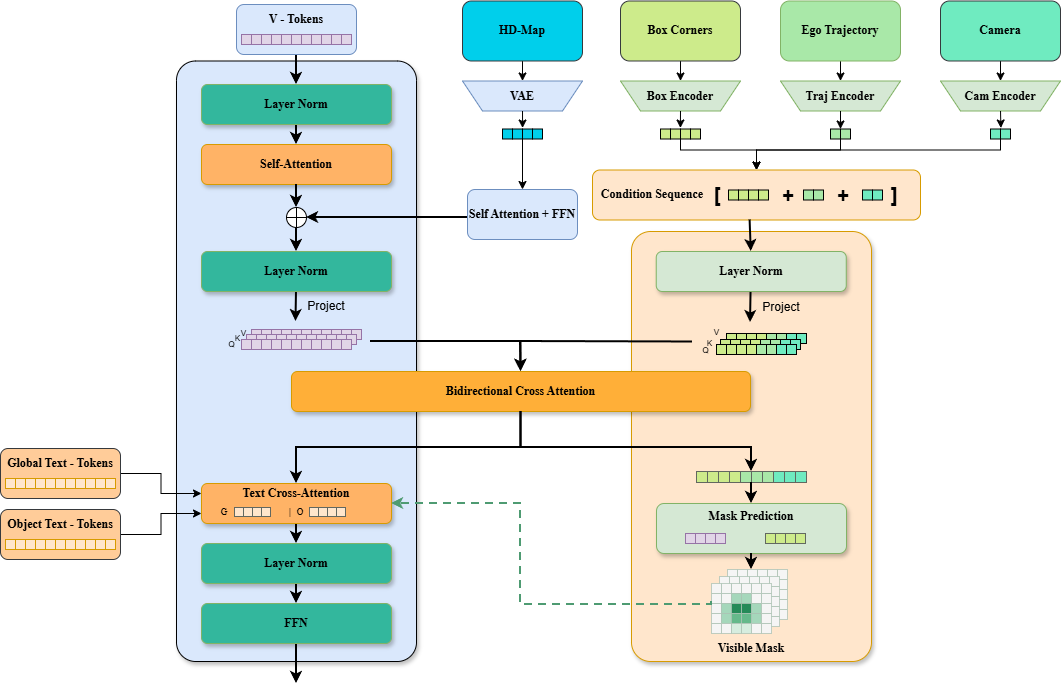 V - Tokens
HD-Map
Box Corners
Ego Trajectory
Camera
Layer Norm
VAE
Box Encoder
Traj Encoder
Cam Encoder
Self-Attention
Condition Sequence [ + + ]
Self Attention + FFN
Layer Norm
Layer Norm
Project
Project
V
K
Q
V
K
Q
Bidirectional Cross Attention
Global Text - Tokens
Object Text - Tokens
Text Cross-Attention
G | O
Mask Prediction
Layer Norm
FFN
Visible Mask